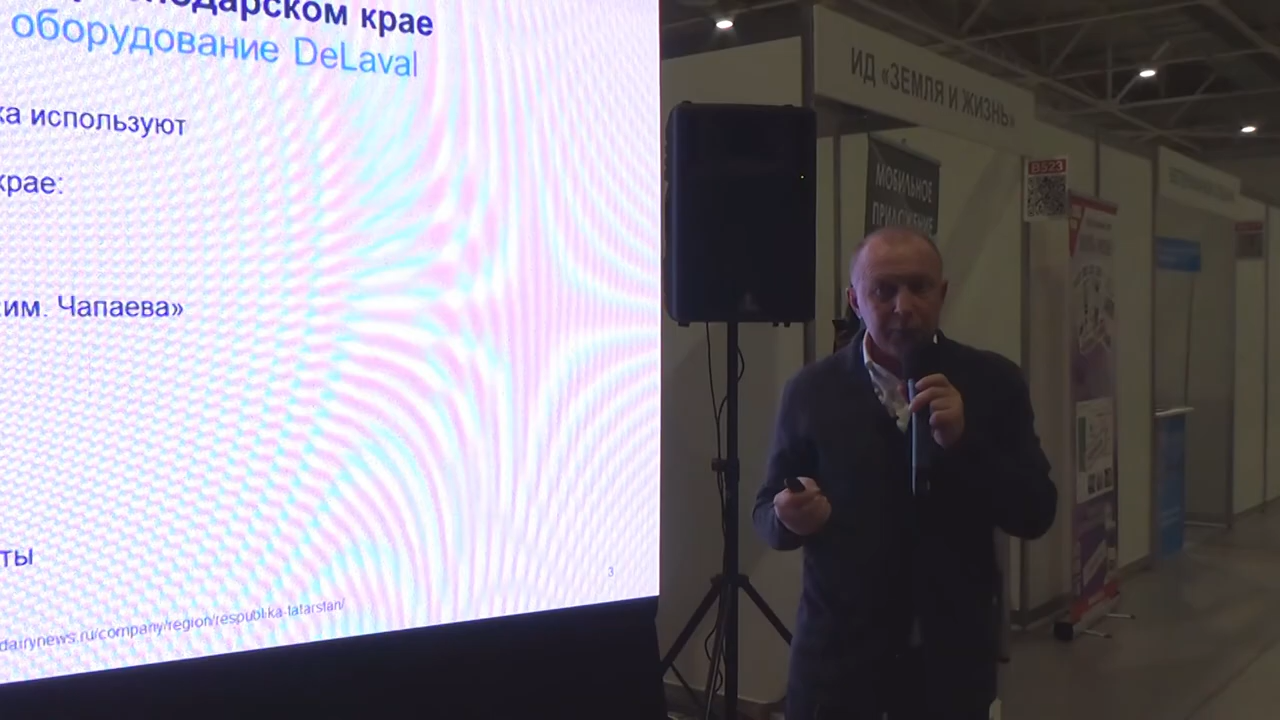 дарском крае
оборудование DeLaval
ка используют
крае:
им. Чапаева»
ты
dairynews.ru/company/region/respublika-tatarstan/
3
ИД «ЗЕМЛЯ И ЖИЗНЬ»
МОБИЛЬНОЕ
ПРИЛОЖЕНИЕ
B523